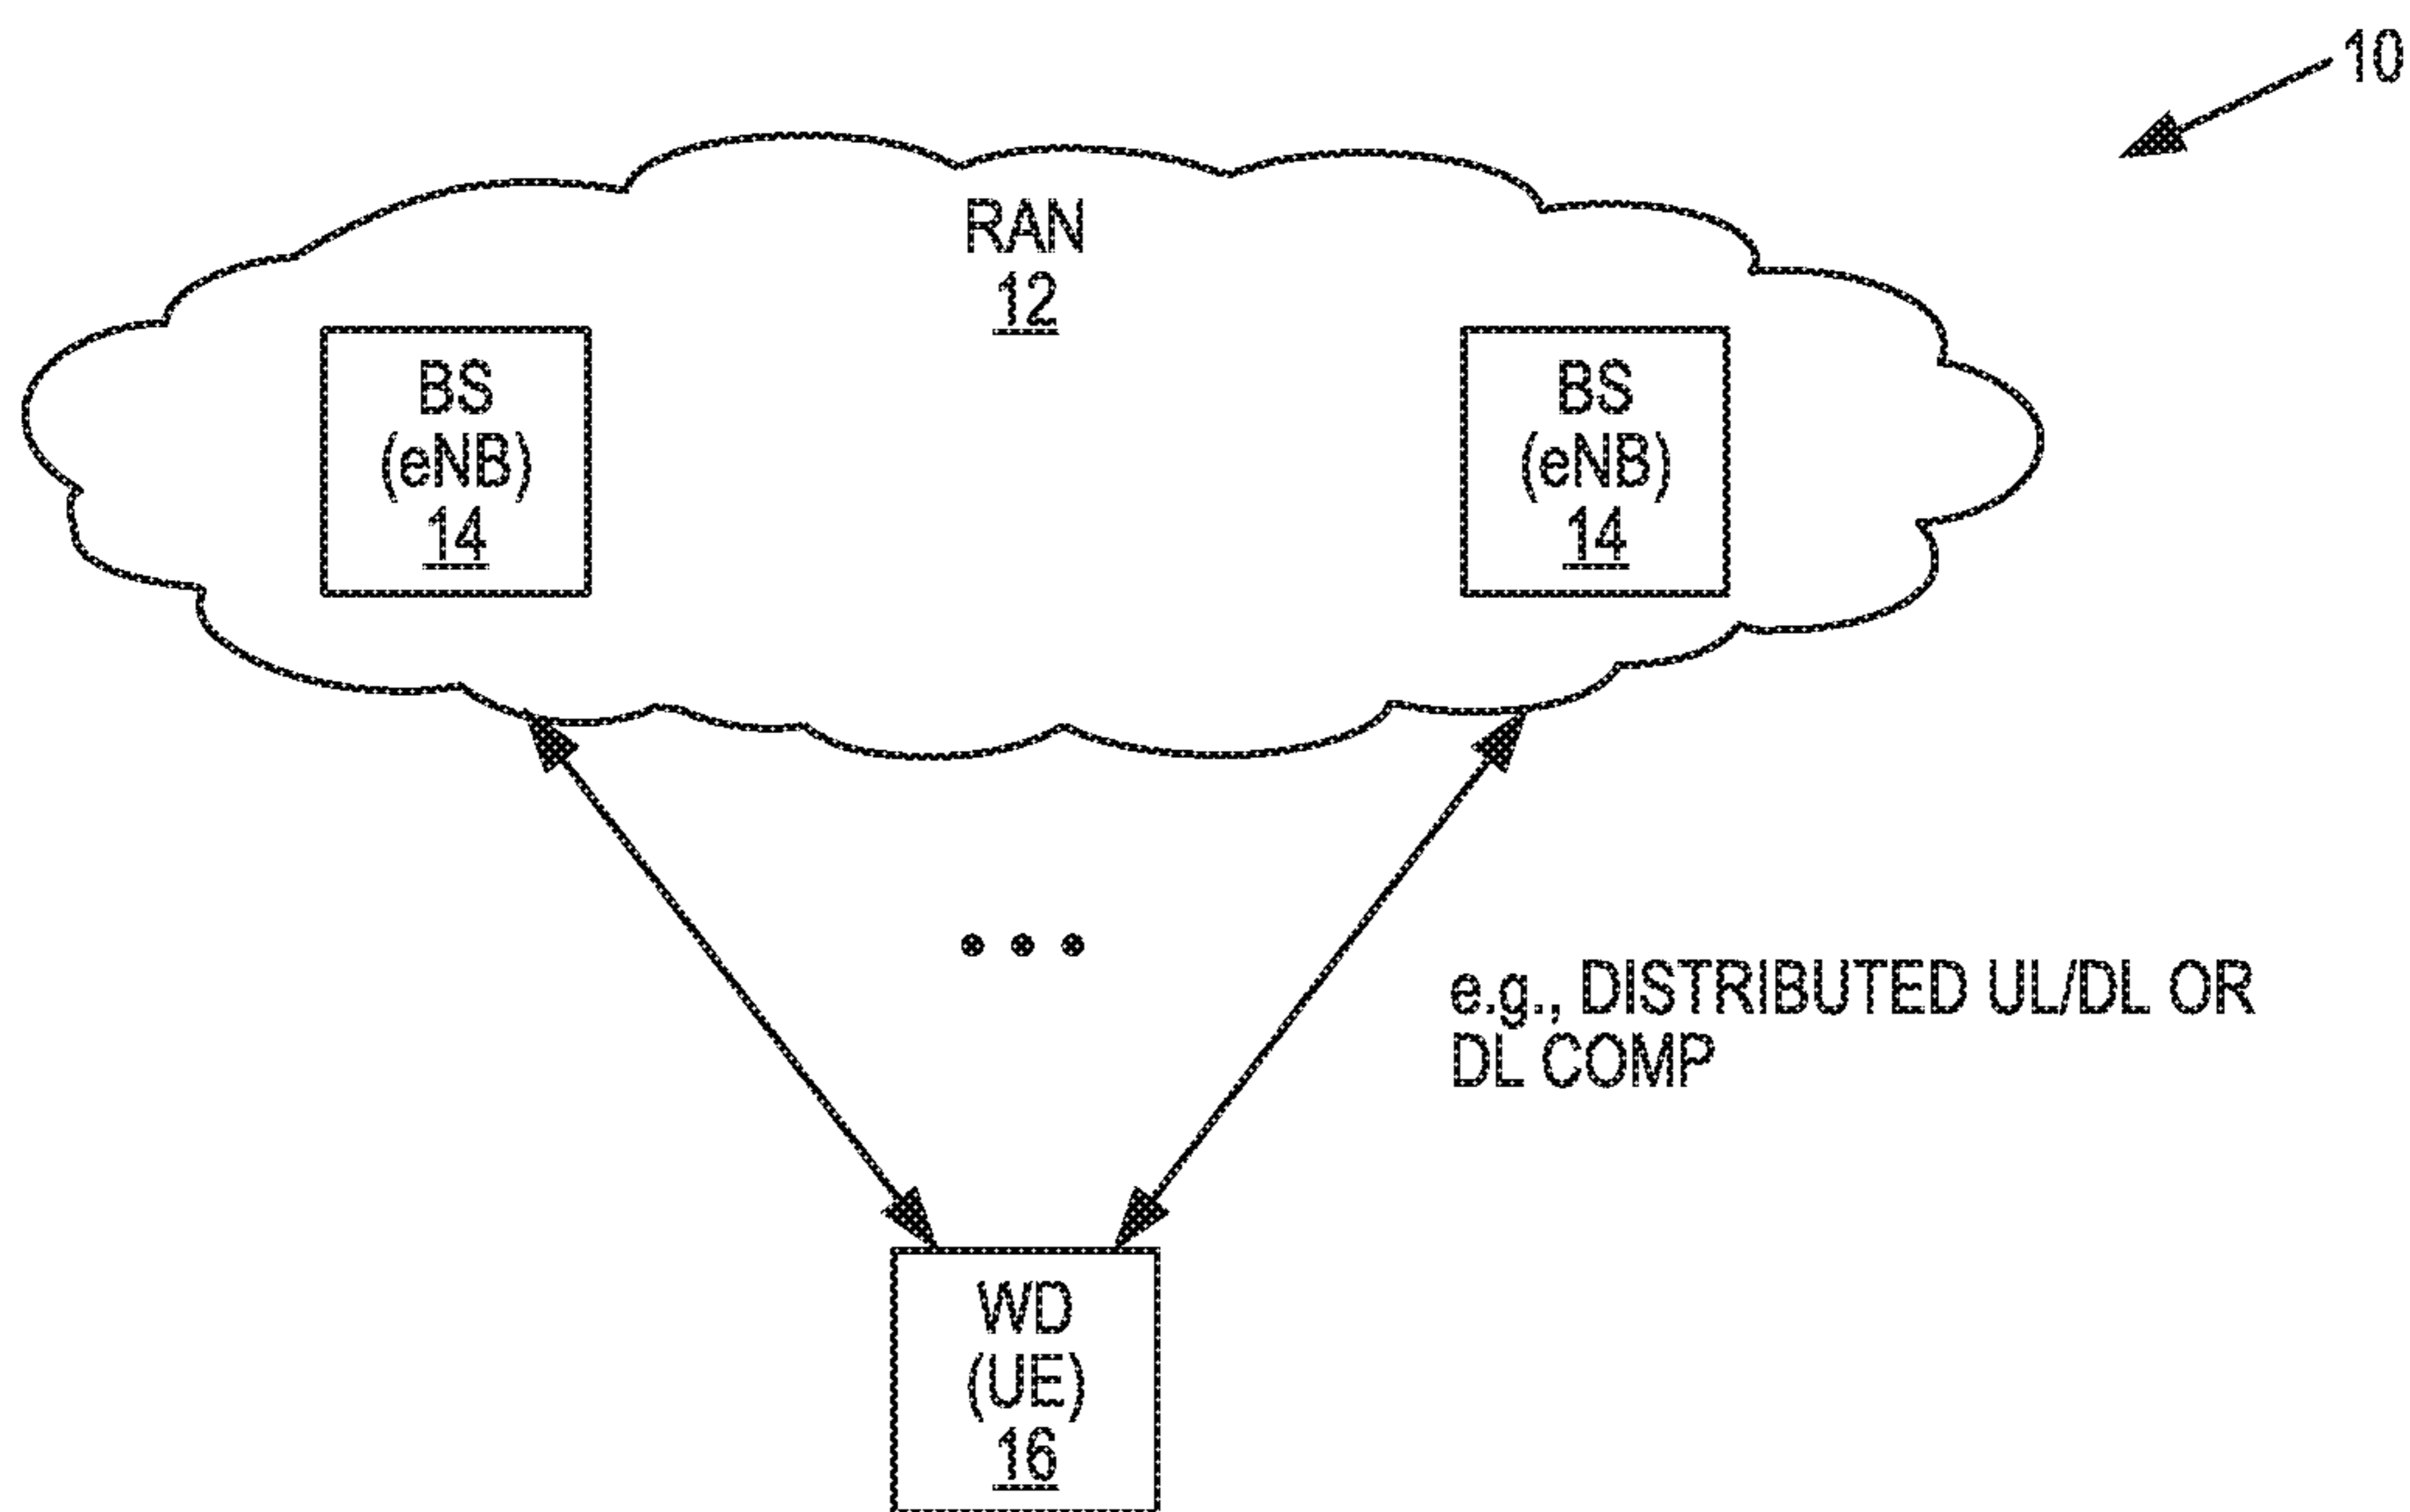 10
RAN
12
BS
(eNB)
14
BS
(eNB)
14
e.g., DISTRIBUTED UL/DL OR
DL COMP
WD
(UE)
16